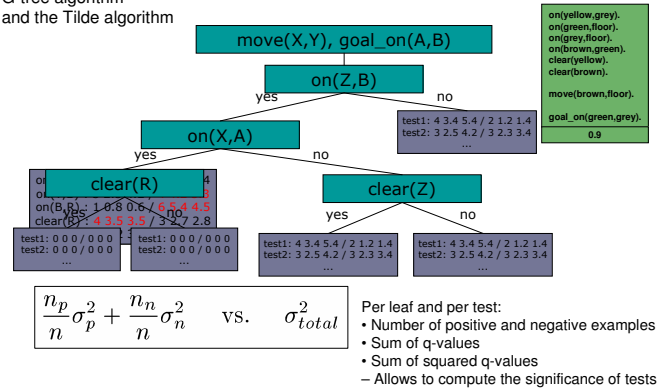 G-tree algorithm
and the Tilde algorithm
move(X,Y), goal_on(A,B)
on(Z,B)
yes
no
on(yellow,grey).
on(green,floor).
on(grey,floor).
on(brown,green).
clear(yellow).
clear(brown).
move(brown,floor).
goal_on(green,grey).
0.9
test1: 4 3.4 5.4 / 2 1.2 1.4
test2: 3 2.5 4.2 / 3 2.3 3.4
...
on(X,A)
yes
no
clear(R)
on(B,R) : 1 0.8 0.6 / 6 5.4 4.5
clear(R) : 4 3.5 3.5 / 3 2.7 2.8
yes
no
test1: 0 0 0 / 0 0 0
test2: 0 0 0 / 0 0 0
...
test1: 0 0 0 / 0 0 0
test2: 0 0 0 / 0 0 0
...
clear(Z)
yes
no
test1: 4 3.4 5.4 / 2 1.2 1.4
test2: 3 2.5 4.2 / 3 2.3 3.4
...
test1: 4 3.4 5.4 / 2 1.2 1.4
test2: 3 2.5 4.2 / 3 2.3 3.4
...
n_p/n σ_p^2 + n_n/n σ_n^2 vs. σ_total^2
Per leaf and per test:
• Number of positive and negative examples
• Sum of q-values
• Sum of squared q-values
– Allows to compute the significance of tests